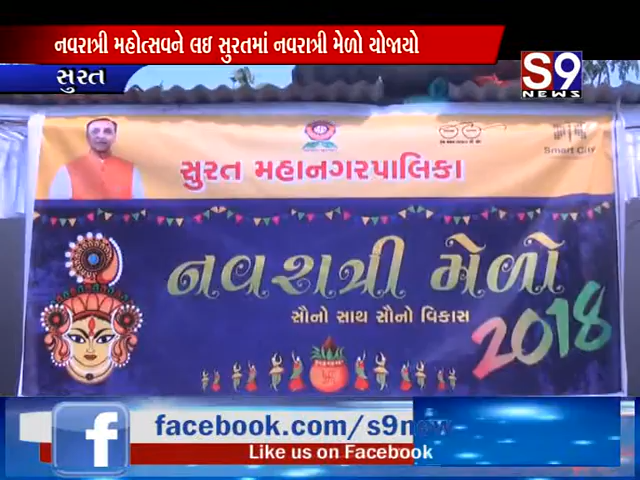 નવરાત્રી મહોત્સવને લઇ સુરતમાં નવરાત્રી મેળો યોજાયો
સુરત
S9
NEWS
Smart City
સુરત મહાનગરપાલિકા
નવરાત્રી મેળો
સૌનો સાથ સૌનો વિકાસ
2018
facebook.com/s9news
Like us on Facebook